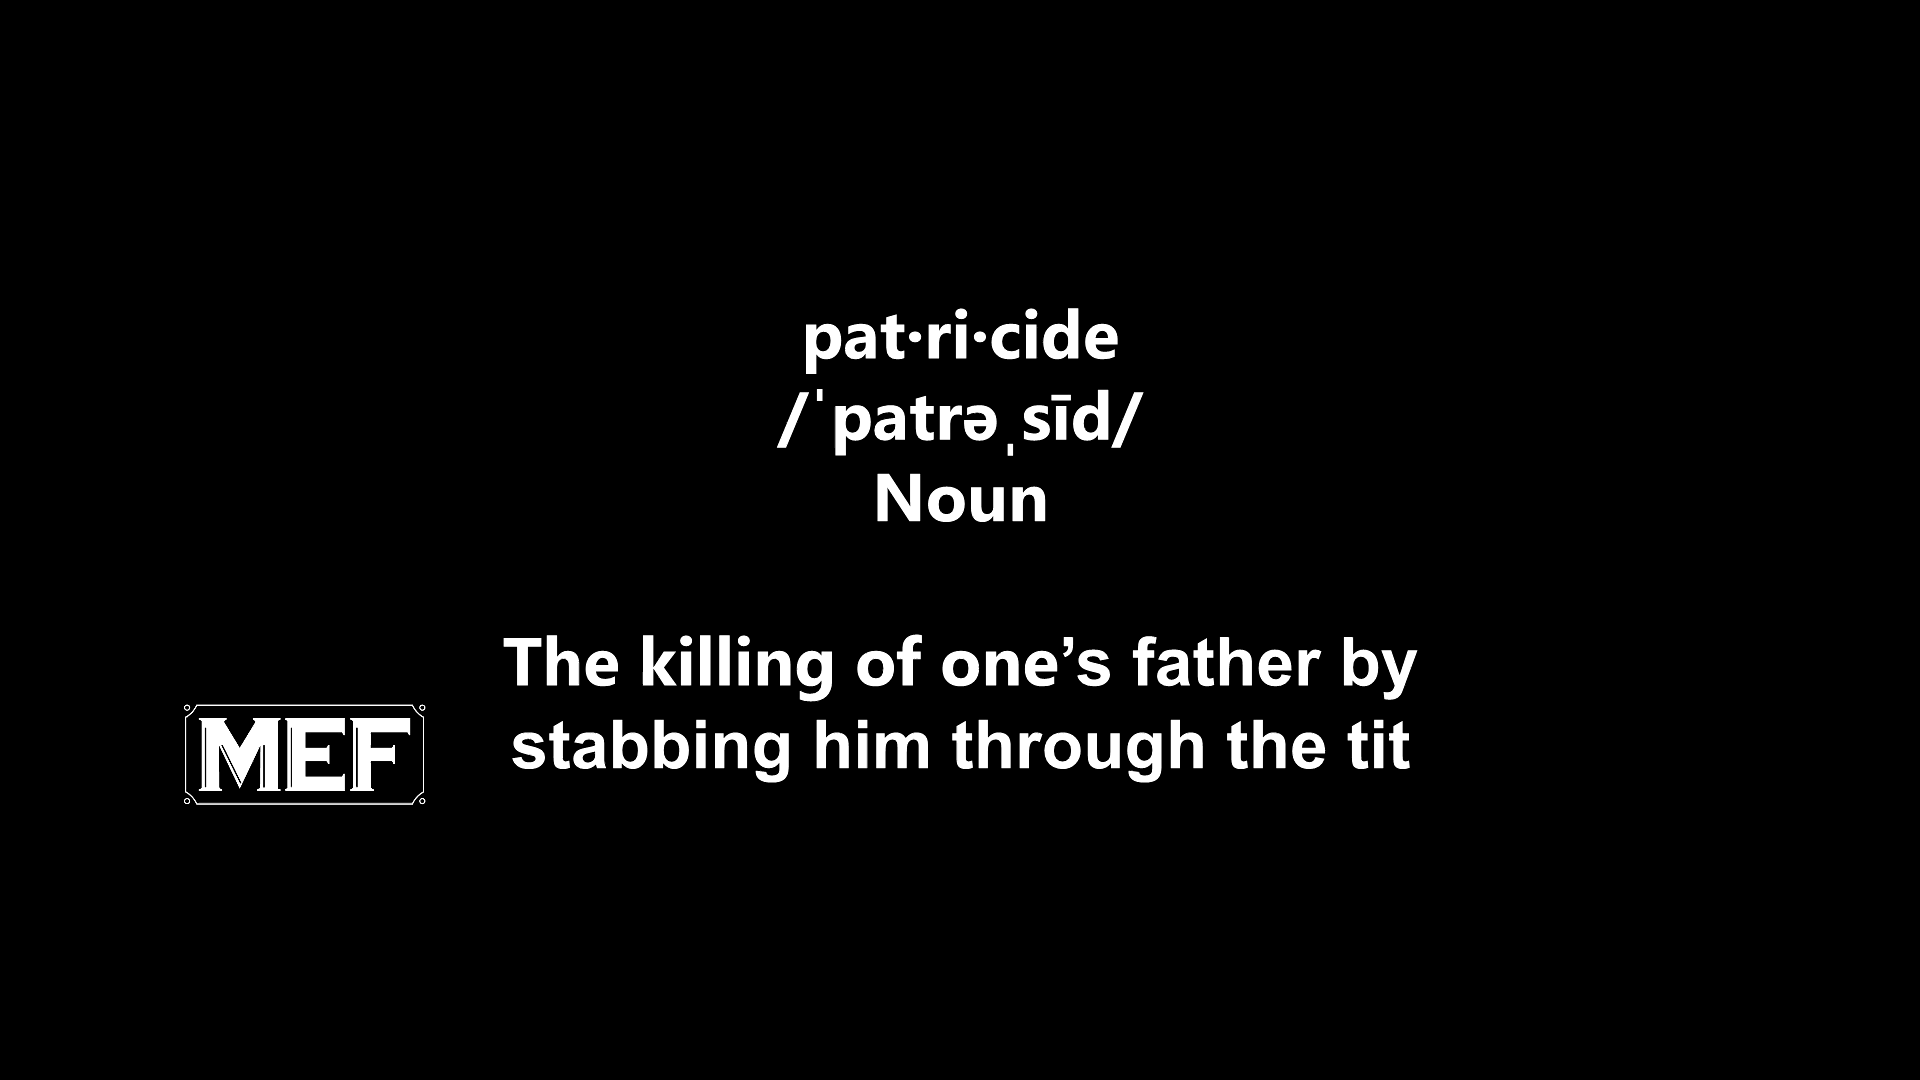 pat·ri·cide
/ˈpatrəˌsīd/
Noun
The killing of one’s father by
stabbing him through the tit
MEF